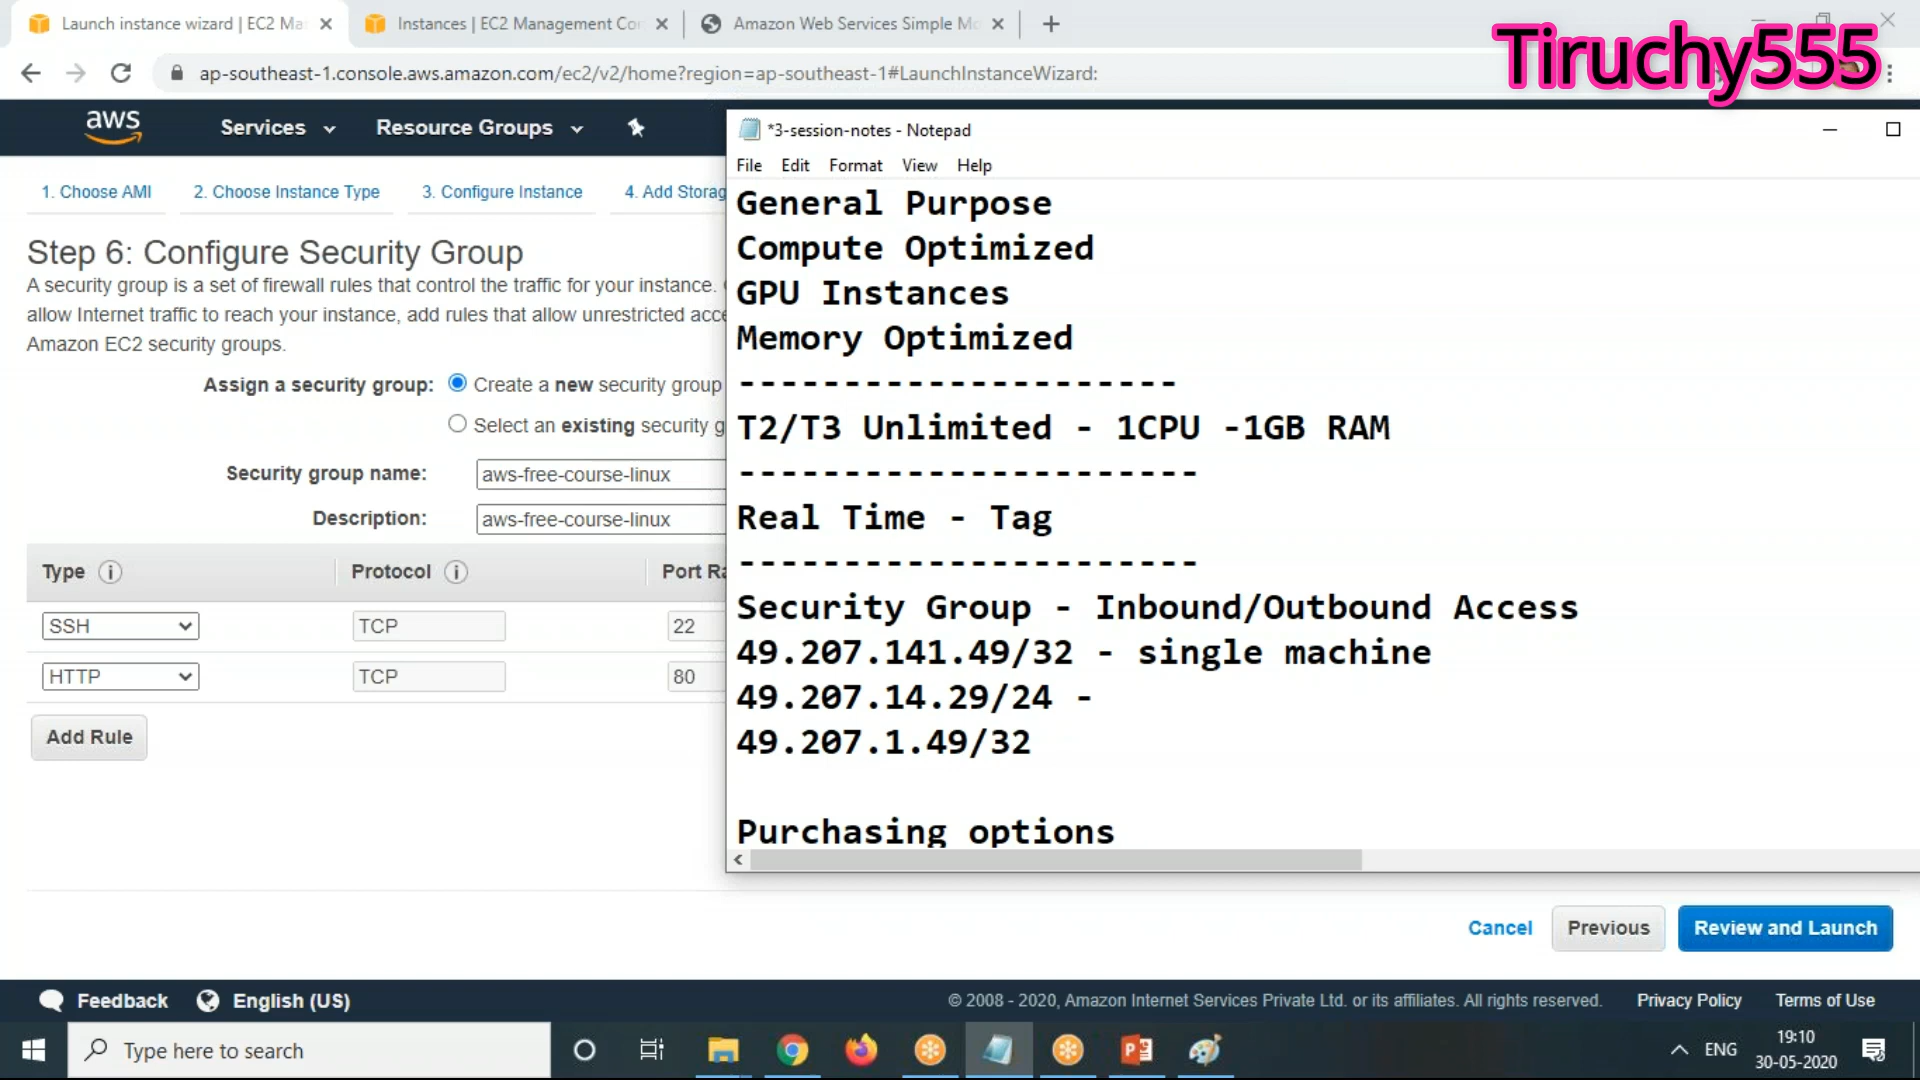 Launch instance wizard | EC2 Ma
Instances | EC2 Management Co
Amazon Web Services Simple Mo
Tiruchy555
ap-southeast-1.console.aws.amazon.com/ec2/v2/home?region=ap-southeast-1#LaunchInstanceWizard:
aws
Services
Resource Groups
*3-session-notes - Notepad
File Edit Format View Help
1. Choose AMI 2. Choose Instance Type 3. Configure Instance 4. Add Storag
Step 6: Configure Security Group
A security group is a set of firewall rules that control the traffic for your instance.
allow Internet traffic to reach your instance, add rules that allow unrestricted acce
Amazon EC2 security groups.
Assign a security group: Create a new security group
Select an existing security g
Security group name: aws-free-course-linux
Description: aws-free-course-linux
Type Protocol Port Ra
SSH TCP 22
HTTP TCP 80
Add Rule
General Purpose
Compute Optimized
GPU Instances
Memory Optimized
---------------------
T2/T3 Unlimited - 1CPU -1GB RAM
----------------------
Real Time - Tag
----------------------
Security Group - Inbound/Outbound Access
49.207.141.49/32 - single machine
49.207.14.29/24 -
49.207.1.49/32
Purchasing options
Cancel Previous Review and Launch
Feedback English (US)
© 2008 - 2020, Amazon Internet Services Private Ltd. or its affiliates. All rights reserved. Privacy Policy Terms of Use
Type here to search
ENG
19:10
30-05-2020